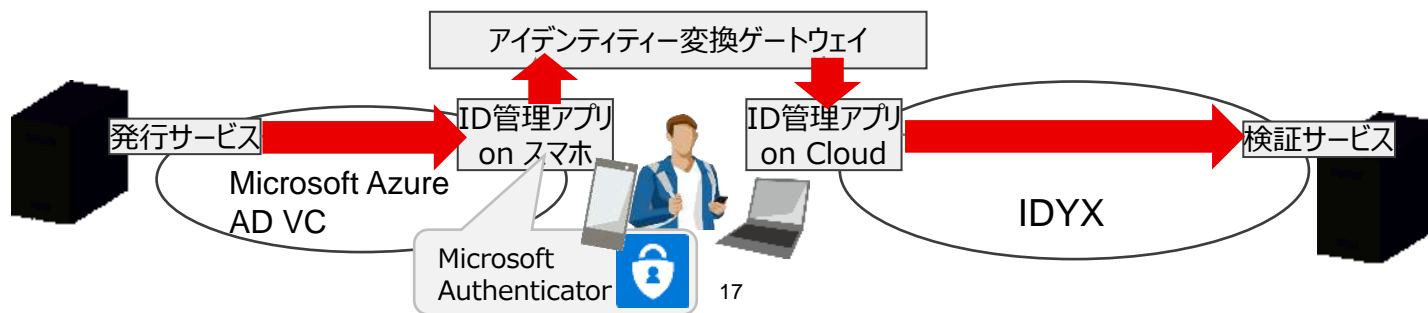 アイデンティティー変換ゲートウェイ
発行サービス
ID管理アプリ
on スマホ
ID管理アプリ
on Cloud
検証サービス
Microsoft Azure
AD VC
IDYX
Microsoft
Authenticator
17